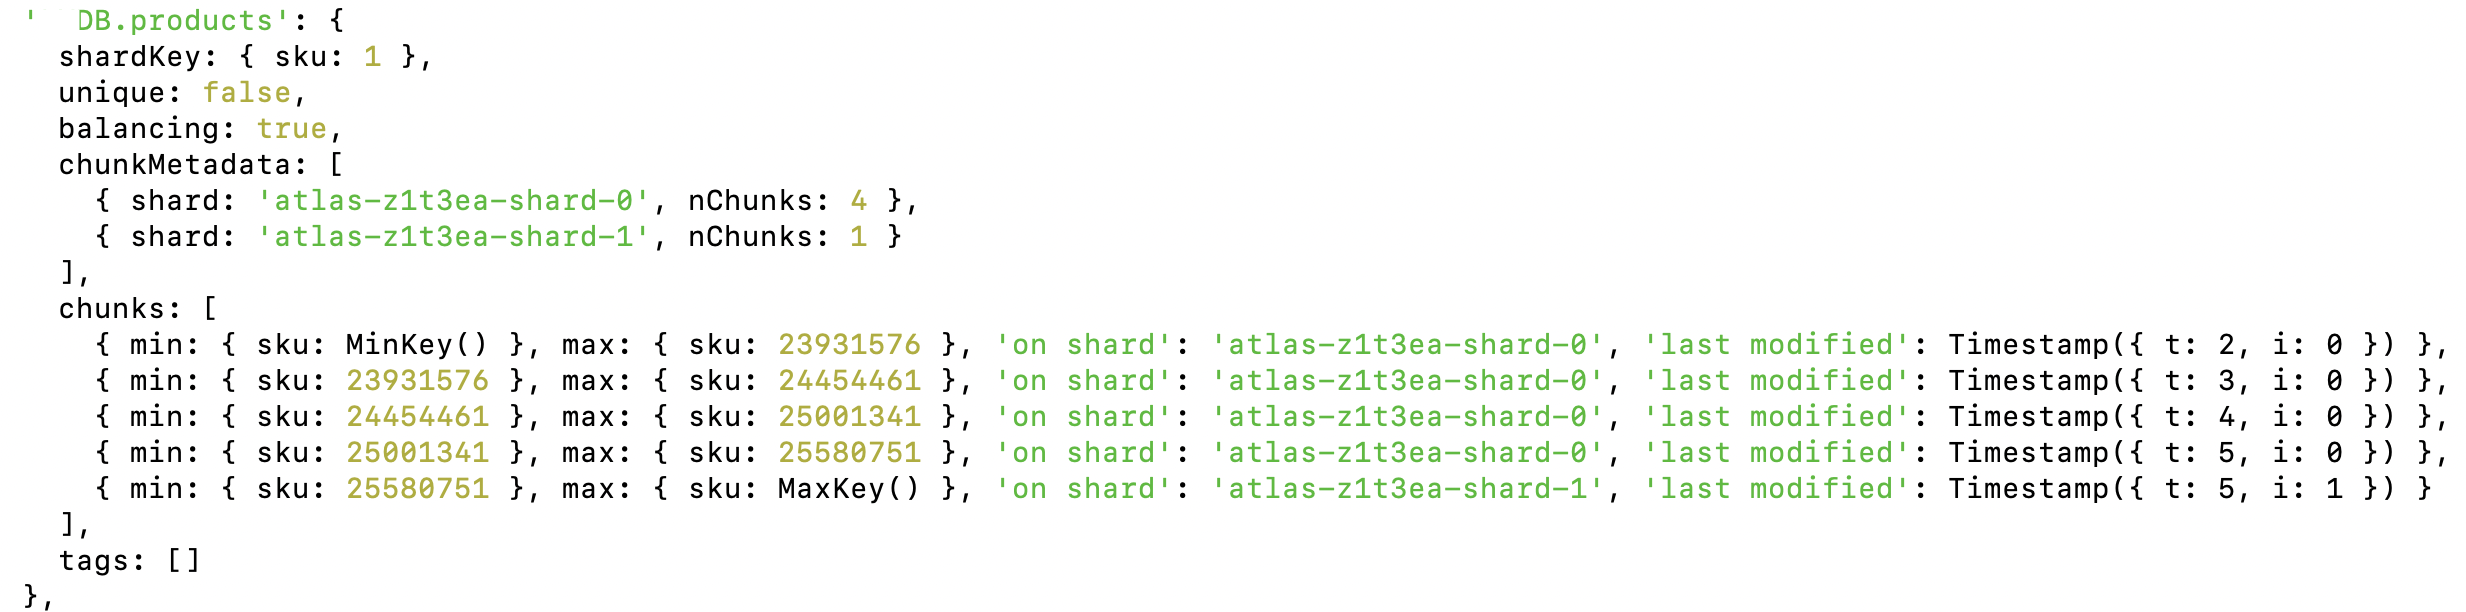 ' DB.products': {
  shardKey: { sku: 1 },
  unique: false,
  balancing: true,
  chunkMetadata: [
    { shard: 'atlas-z1t3ea-shard-0', nChunks: 4 },
    { shard: 'atlas-z1t3ea-shard-1', nChunks: 1 }
  ],
  chunks: [
    { min: { sku: MinKey() }, max: { sku: 23931576 }, 'on shard': 'atlas-z1t3ea-shard-0', 'last modified': Timestamp({ t: 2, i: 0 }) },
    { min: { sku: 23931576 }, max: { sku: 24454461 }, 'on shard': 'atlas-z1t3ea-shard-0', 'last modified': Timestamp({ t: 3, i: 0 }) },
    { min: { sku: 24454461 }, max: { sku: 25001341 }, 'on shard': 'atlas-z1t3ea-shard-0', 'last modified': Timestamp({ t: 4, i: 0 }) },
    { min: { sku: 25001341 }, max: { sku: 25580751 }, 'on shard': 'atlas-z1t3ea-shard-0', 'last modified': Timestamp({ t: 5, i: 0 }) },
    { min: { sku: 25580751 }, max: { sku: MaxKey() }, 'on shard': 'atlas-z1t3ea-shard-1', 'last modified': Timestamp({ t: 5, i: 1 }) }
  ],
  tags: []
},